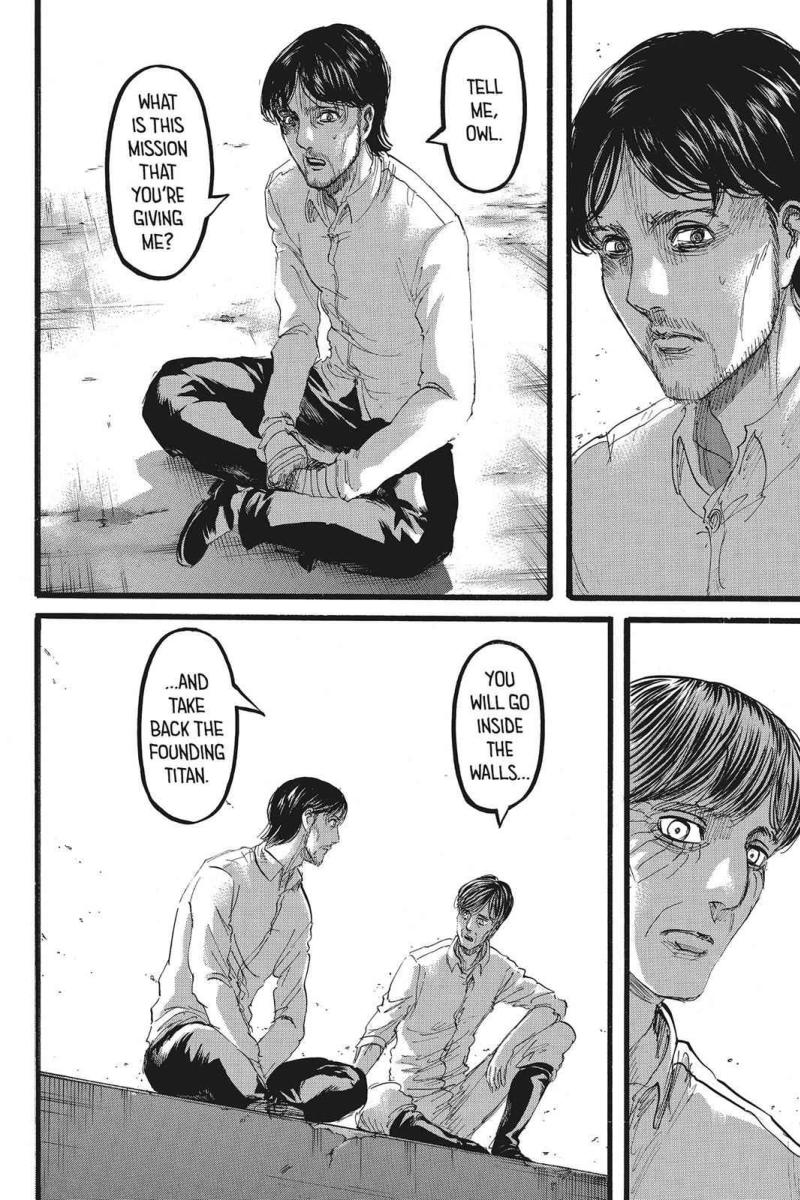 TELL
ME,
OWL.
WHAT
IS THIS
MISSION
THAT
YOU'RE
GIVING
ME?
YOU
WILL GO
INSIDE
THE
WALLS...
...AND
TAKE
BACK THE
FOUNDING
TITAN.